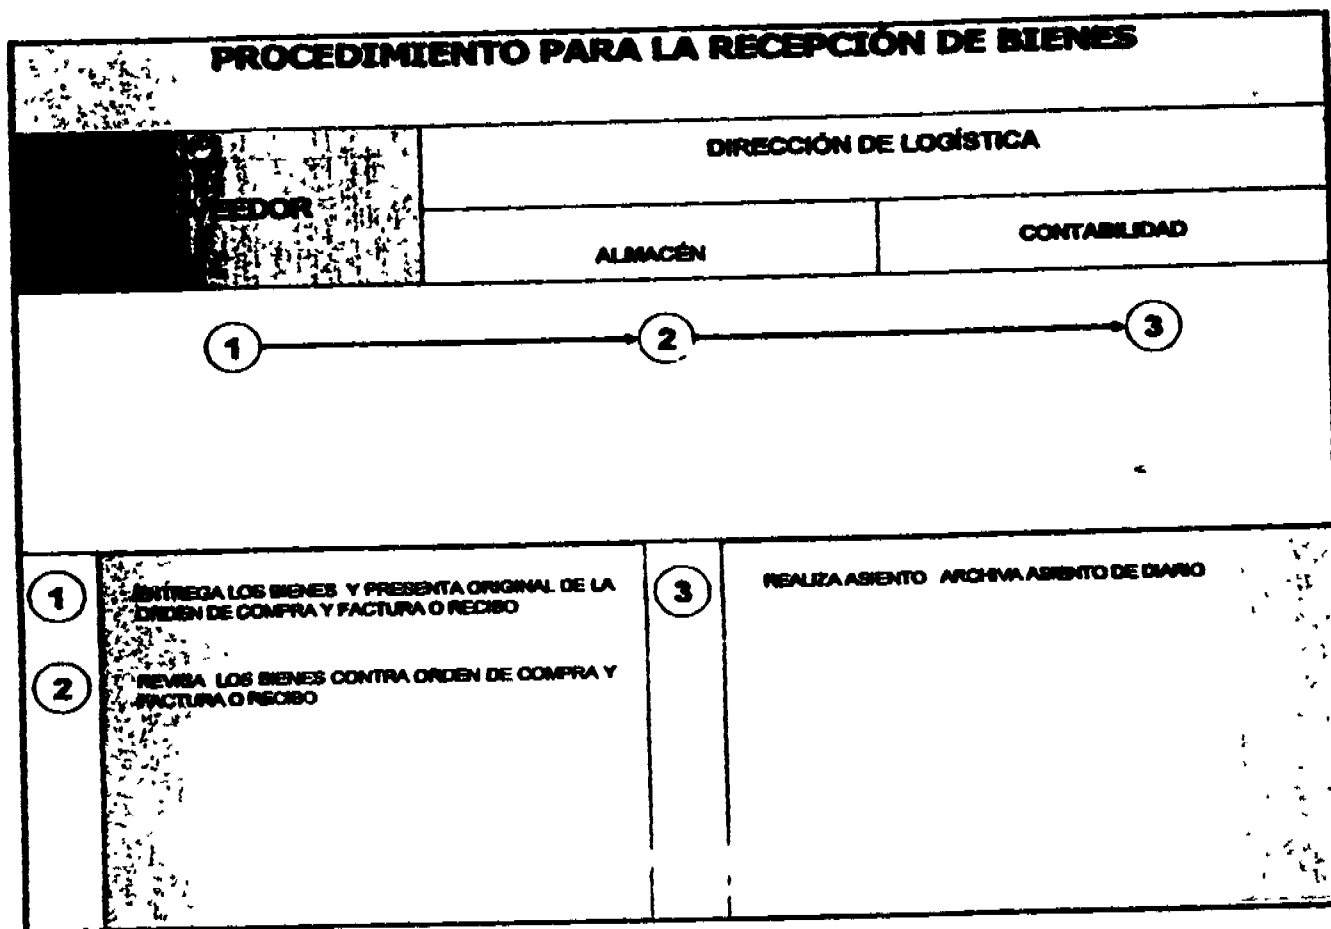 PROCEDIMIENTO PARA LA RECEPCIÓN DE BIENES
DIRECCIÓN DE LOGÍSTICA
VEEDOR
ALMACÉN
CONTABILIDAD
1
2
3
1
ENTREGA LOS BIENES Y PRESENTA ORIGINAL DE LA
ORDEN DE COMPRA Y FACTURA O RECIBO
2
REVISA LOS BIENES CONTRA ORDEN DE COMPRA Y
FACTURA O RECIBO
3
REALIZA ASIENTO ARCHIVA ASIENTO DE DIARIO